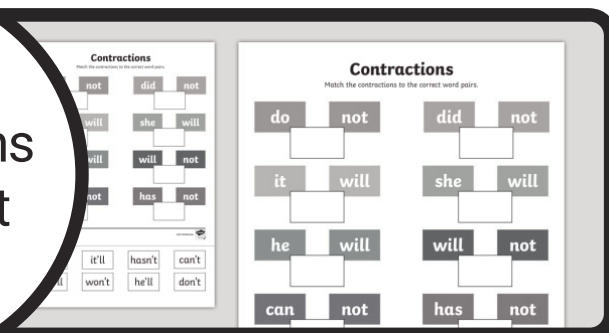 ns
t
Contractions
Match the contractions to the correct word pairs.
not did not
will she will
will will not
not has not
it'll hasn't can't
won't he'll don't
Contractions
Match the contractions to the correct word pairs.
do not did not
it will she will
he will will not
can not has not